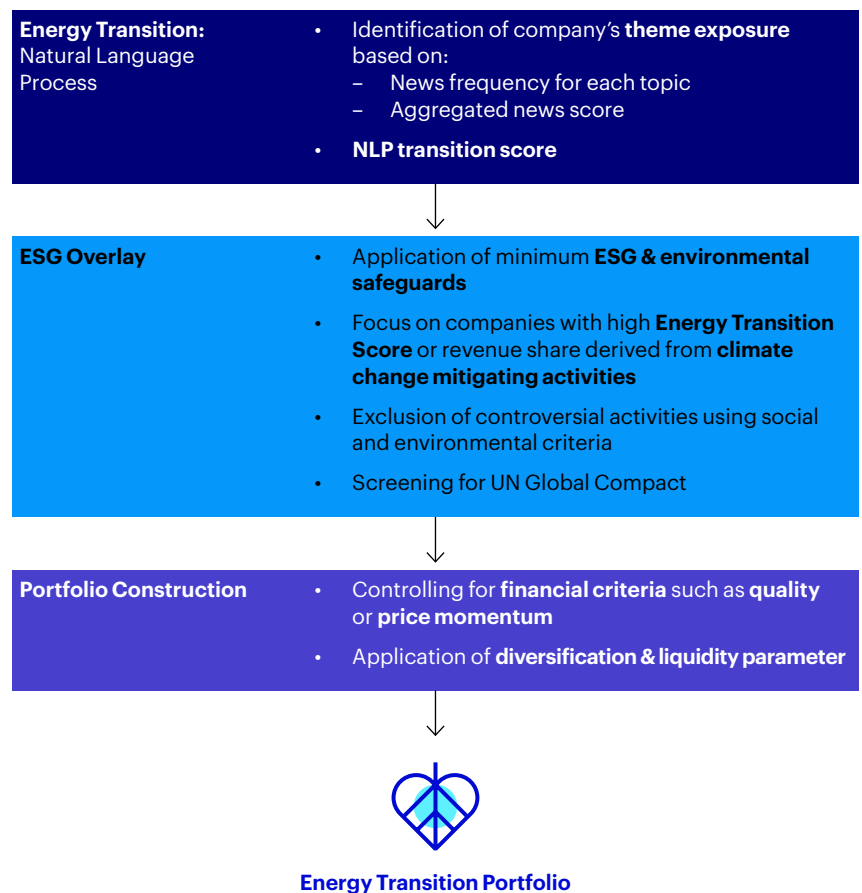 Energy Transition:
Natural Language
Process
• Identification of company's theme exposure
based on:
– News frequency for each topic
– Aggregated news score
• NLP transition score
ESG Overlay
• Application of minimum ESG & environmental
safeguards
• Focus on companies with high Energy Transition
Score or revenue share derived from climate
change mitigating activities
• Exclusion of controversial activities using social
and environmental criteria
• Screening for UN Global Compact
Portfolio Construction
• Controlling for financial criteria such as quality
or price momentum
• Application of diversification & liquidity parameter
Energy Transition Portfolio